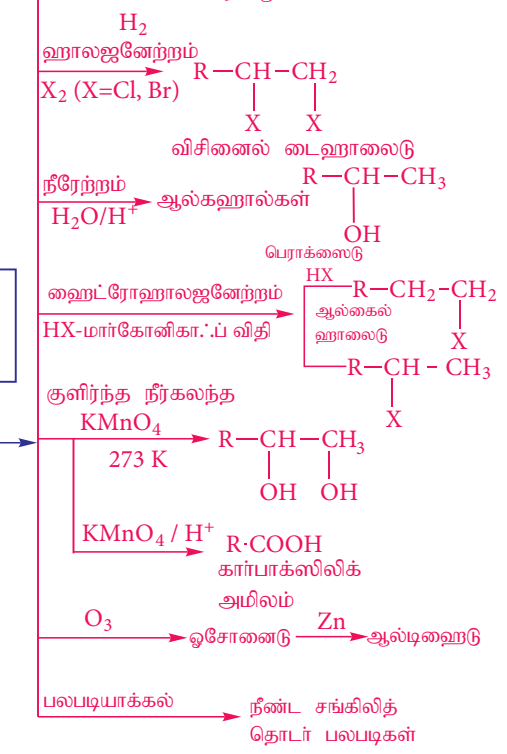 H2
ஹாலஜனேற்றம்
X2 (X=Cl, Br)
R – CH – CH2
X X
விசினைல் டைஹாலைடு
நீரேற்றம்
H2O/H+
ஆல்கஹால்கள்
R – CH – CH3
OH
ஹைட்ரோஹாலஜனேற்றம்
HX-மார்கோனிகாஃப் விதி
பெராக்ஸைடு
HX
R – CH2 – CH2
X
ஆல்கைல்
ஹாலைடு
R – CH – CH3
X
குளிர்ந்த நீர்கலந்த
KMnO4
273 K
R – CH – CH3
OH OH
KMnO4 / H+
R·COOH
கார்பாக்ஸிலிக்
அமிலம்
O3
ஓசோனைடு
Zn
ஆல்டிஹைடு
பலபடியாக்கல்
நீண்ட சங்கிலித்
தொடர் பலபடிகள்